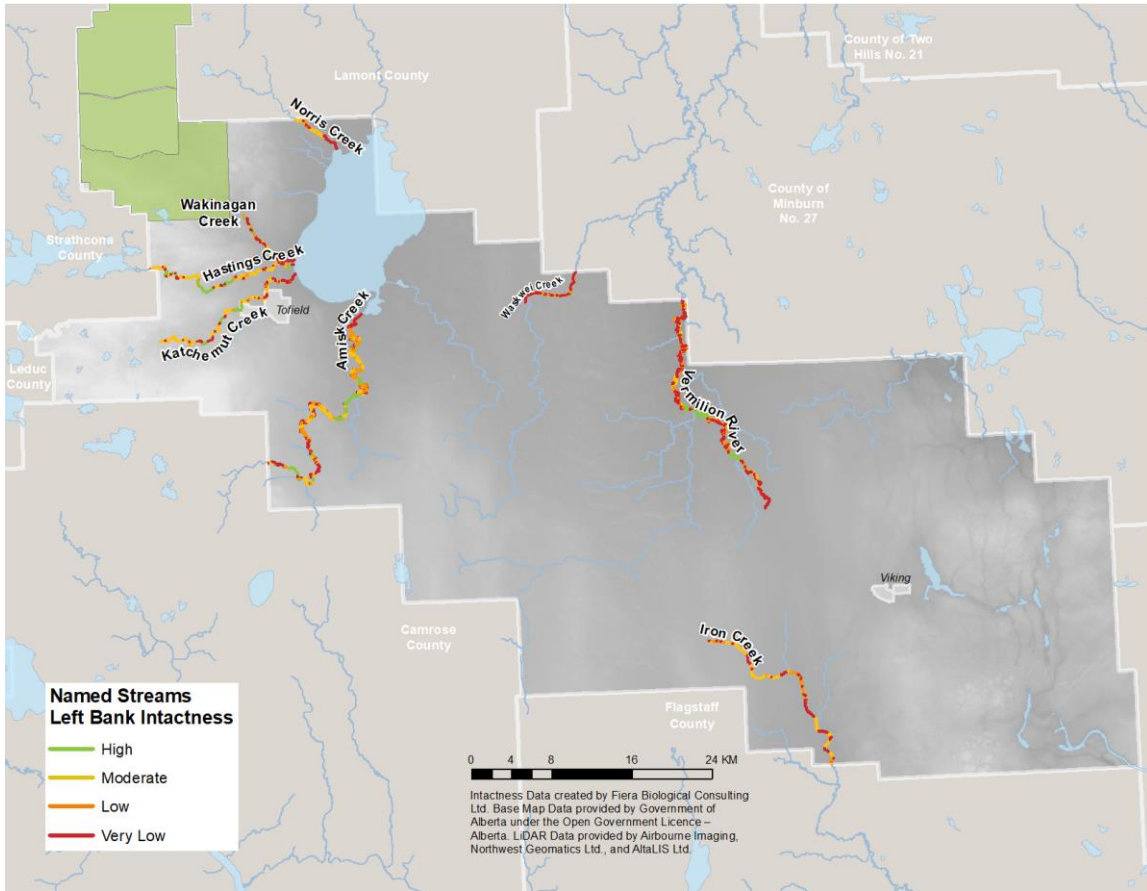 County of Two
Hills No. 21
Lamont County
Norris Creek
Wakinagan
Creek
County of
Minburn
No. 27
Strathcona
County
Hastings Creek
Waskwei Creek
Tofield
Katchemut Creek
Amisk Creek
Leduc
County
Vermilion River
Viking
Camrose
County
Iron Creek
Flagstaff
County
Named Streams
Left Bank Intactness
High
Moderate
Low
Very Low
0 4 8 16 24 KM
Intactness Data created by Fiera Biological Consulting
Ltd. Base Map Data provided by Government of
Alberta under the Open Government Licence –
Alberta. LiDAR Data provided by Airbourne Imaging,
Northwest Geomatics Ltd., and AltaLIS Ltd.